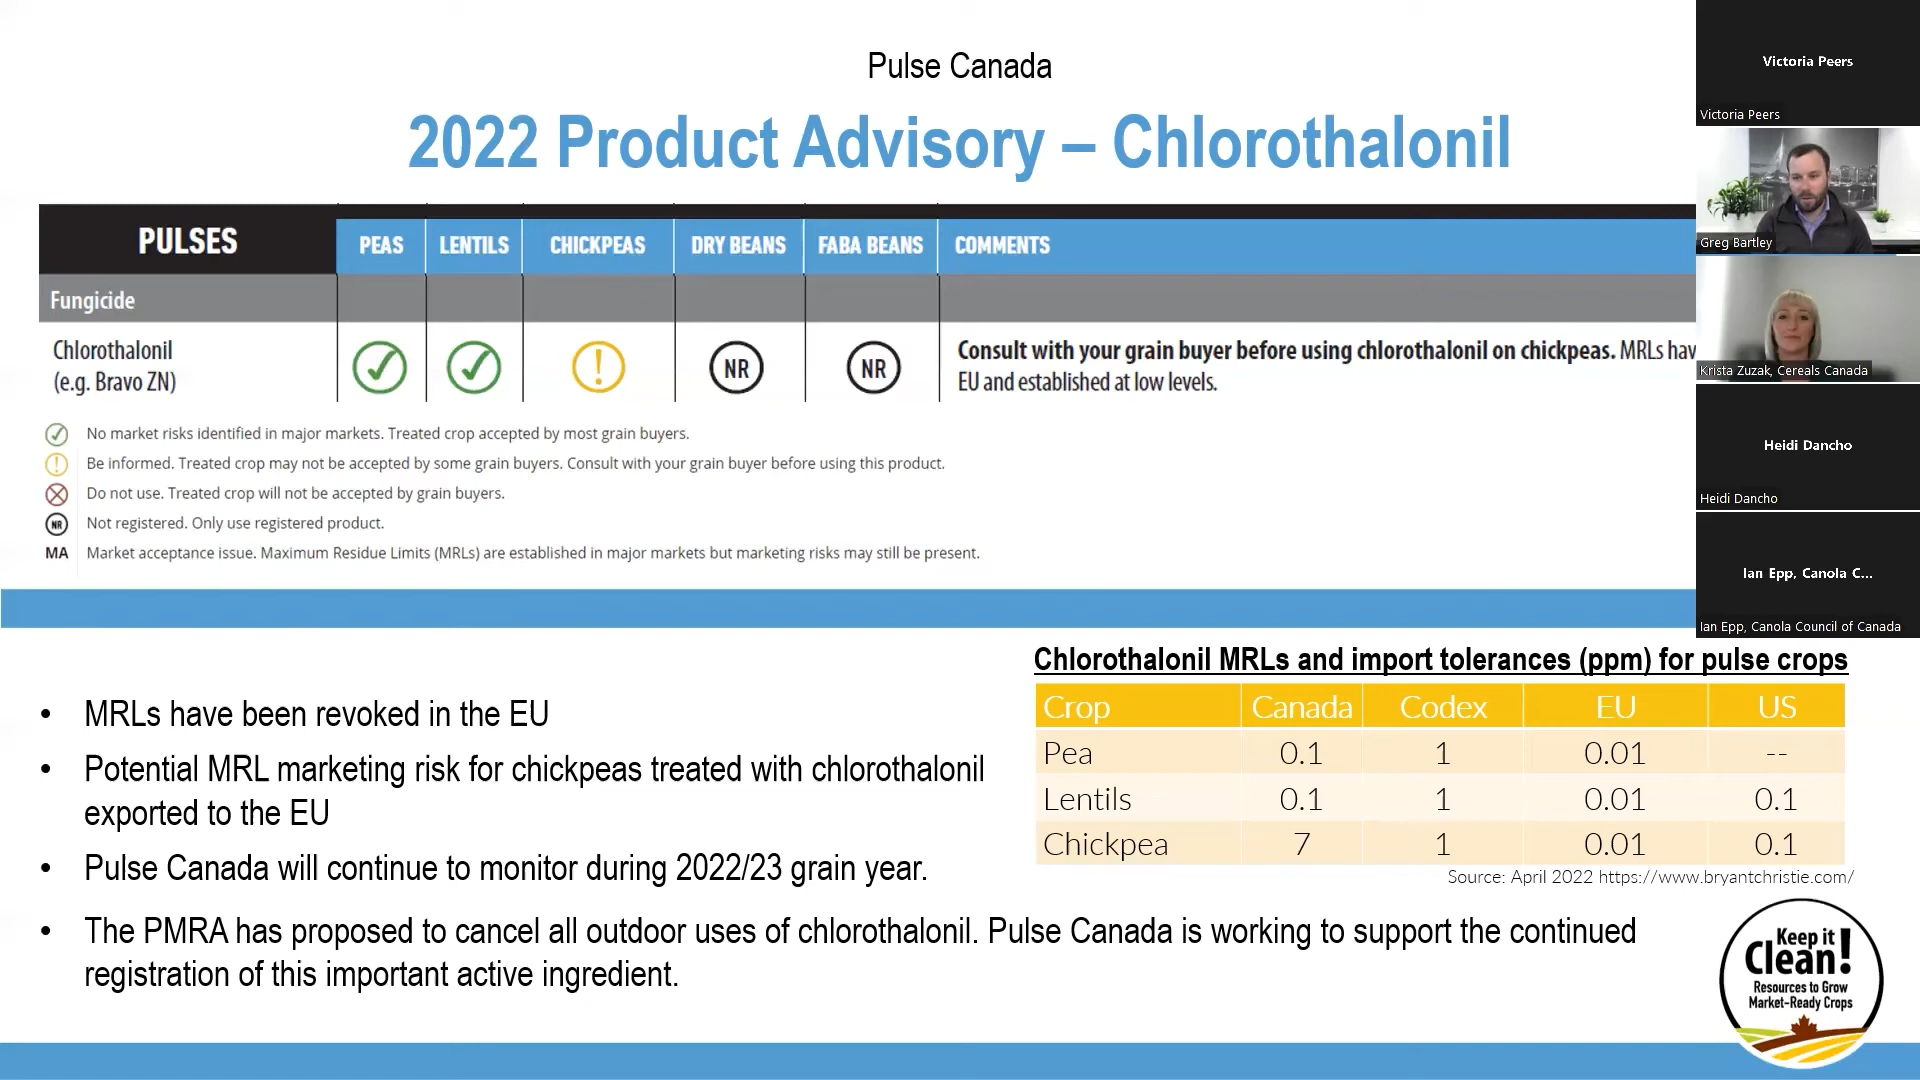 Pulse Canada
2022 Product Advisory – Chlorothalonil
PULSES PEAS LENTILS CHICKPEAS DRY BEANS FABA BEANS COMMENTS
Fungicide
Chlorothalonil
(e.g. Bravo ZN)
!
NR
NR
Consult with your grain buyer before using chlorothalonil on chickpeas. MRLs hav
EU and established at low levels.
No market risks identified in major markets. Treated crop accepted by most grain buyers.
! Be informed. Treated crop may not be accepted by some grain buyers. Consult with your grain buyer before using this product.
Do not use. Treated crop will not be accepted by grain buyers.
NR Not registered. Only use registered product.
MA Market acceptance issue. Maximum Residue Limits (MRLs) are established in major markets but marketing risks may still be present.
• MRLs have been revoked in the EU
• Potential MRL marketing risk for chickpeas treated with chlorothalonil
exported to the EU
• Pulse Canada will continue to monitor during 2022/23 grain year.
• The PMRA has proposed to cancel all outdoor uses of chlorothalonil. Pulse Canada is working to support the continued
registration of this important active ingredient.
Chlorothalonil MRLs and import tolerances (ppm) for pulse crops
Crop Canada Codex EU US
Pea 0.1 1 0.01 --
Lentils 0.1 1 0.01 0.1
Chickpea 7 1 0.01 0.1
Source: April 2022 https://www.bryantchristie.com/
Keep it
Clean!
Resources to Grow
Market-Ready Crops
Victoria Peers
Victoria Peers
Greg Bartley
Krista Zuzak, Cereals Canada
Heidi Dancho
Heidi Dancho
Ian Epp, Canola C...
Ian Epp, Canola Council of Canada